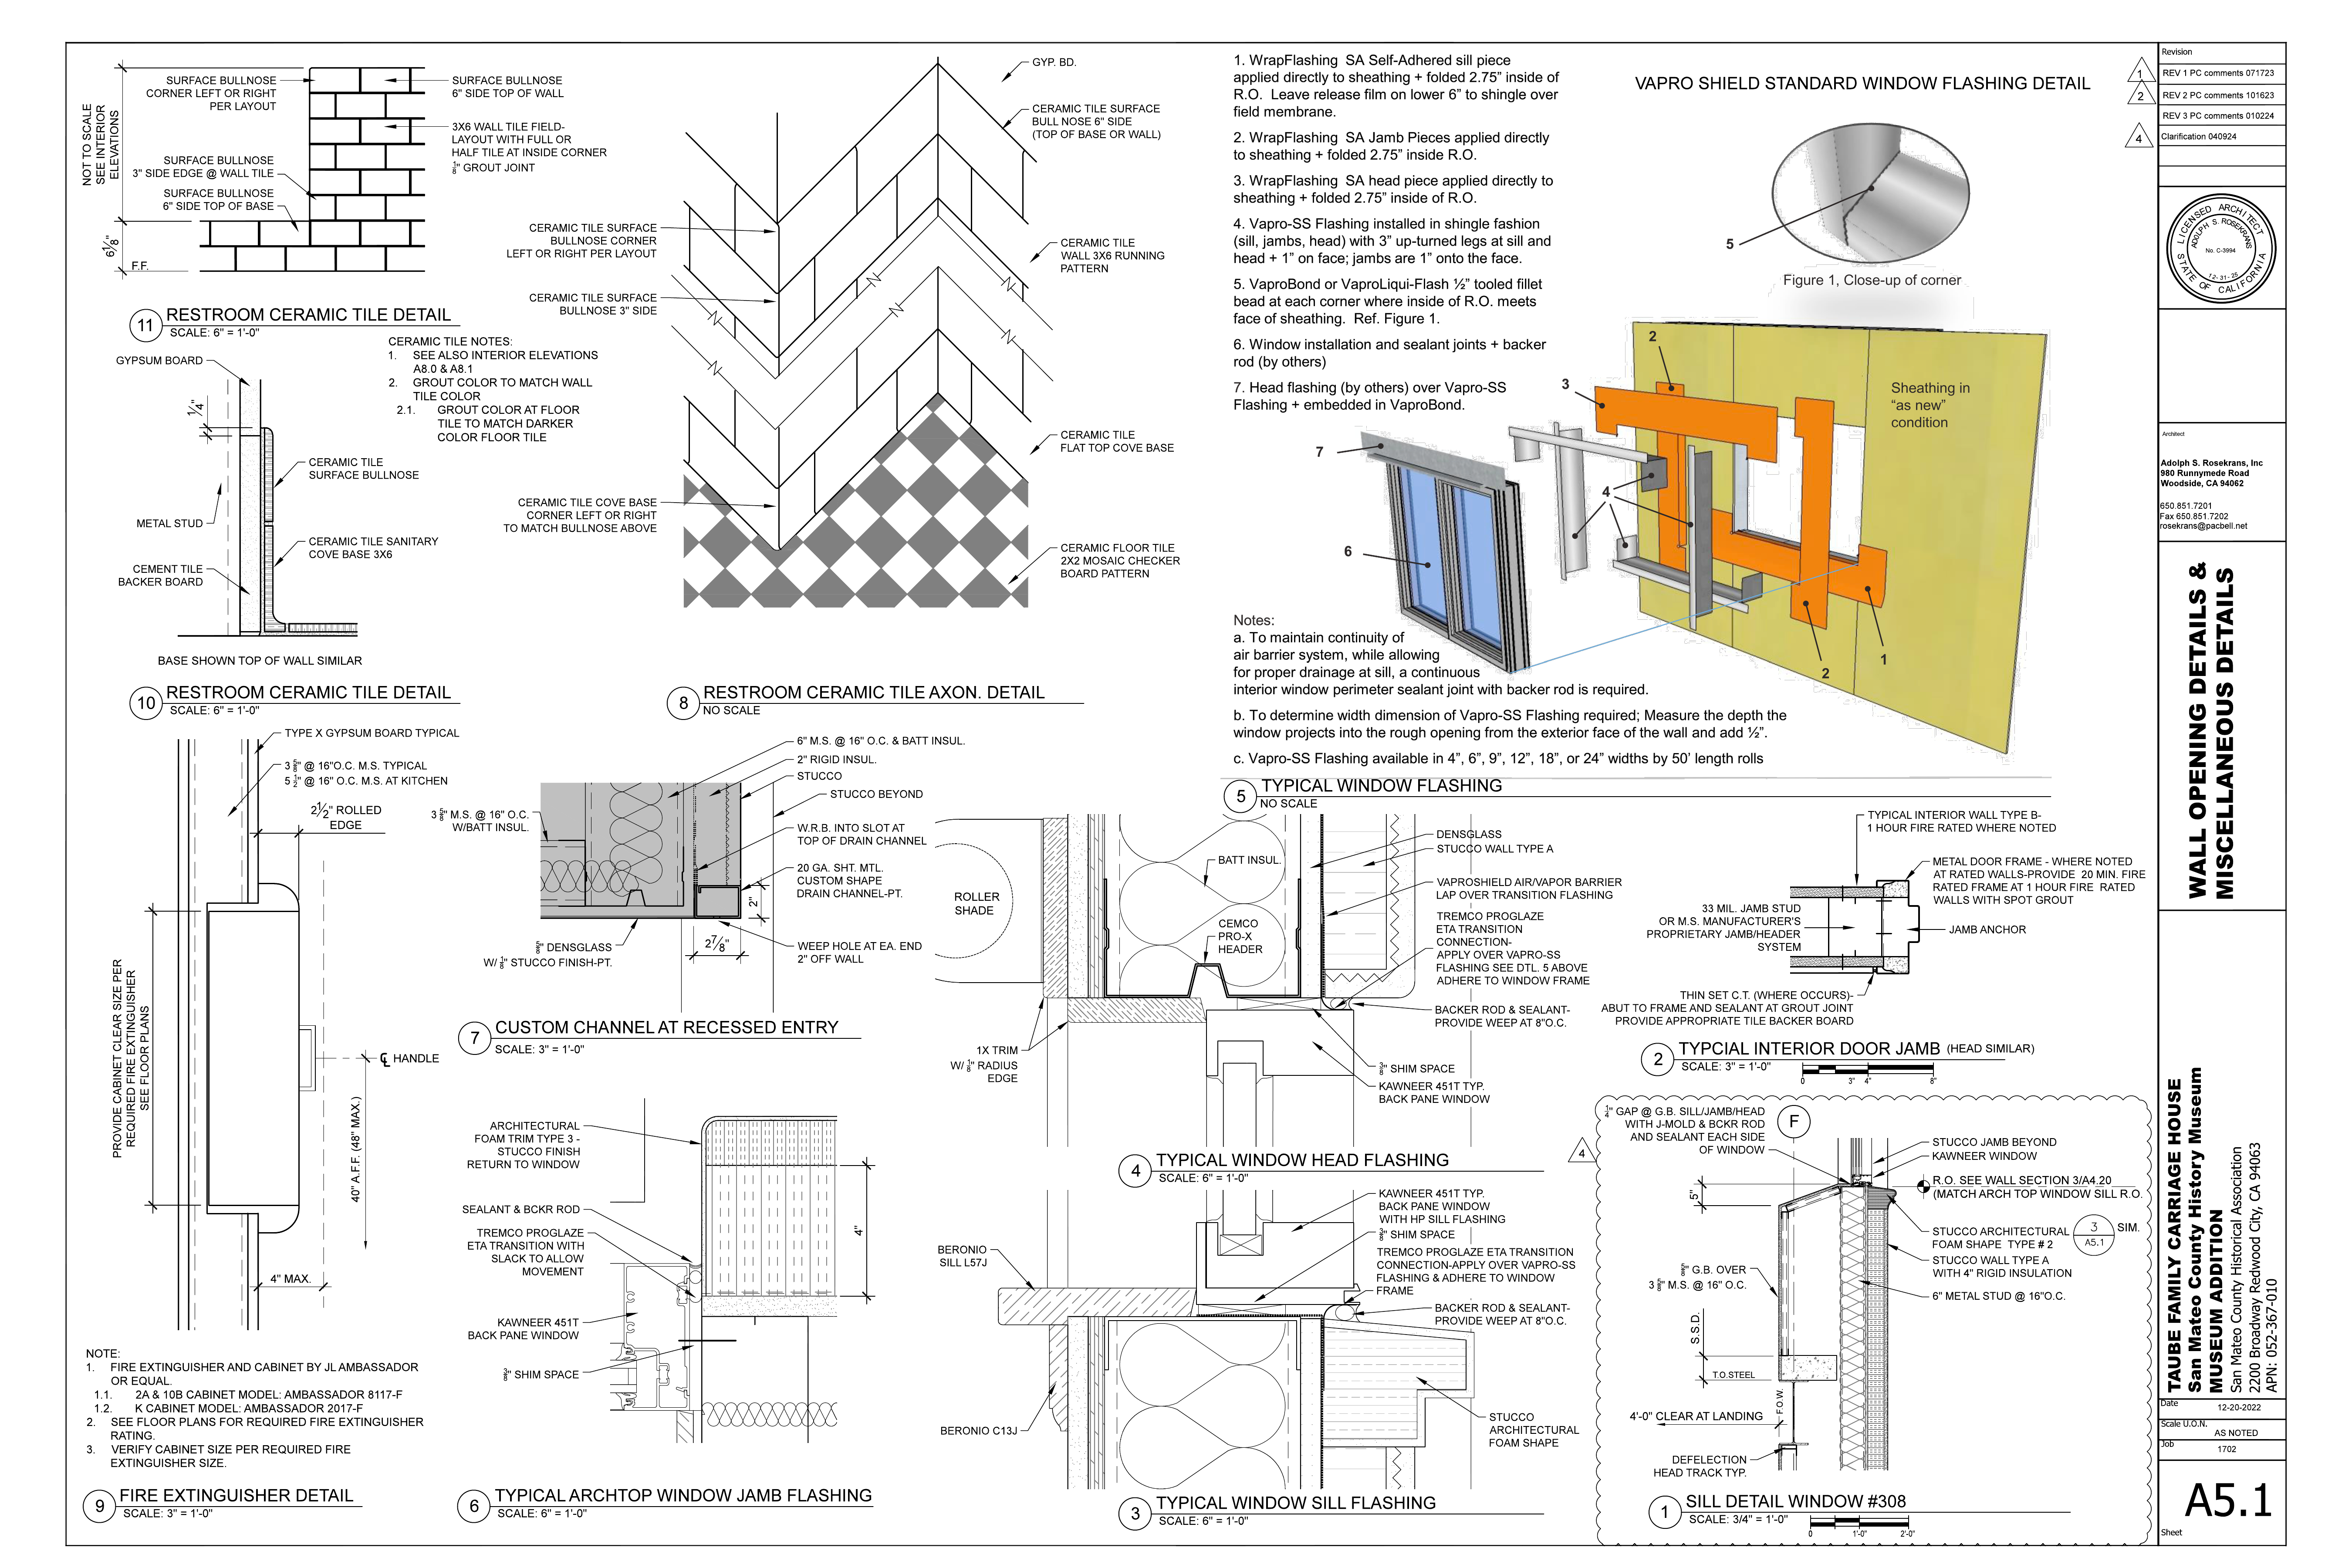 SURFACE BULLNOSE
CORNER LEFT OR RIGHT
PER LAYOUT
SURFACE BULLNOSE
6" SIDE TOP OF WALL
3X6 WALL TILE FIELD-
LAYOUT WITH FULL OR
HALF TILE AT INSIDE CORNER
1/8" GROUT JOINT
NOT TO SCALE
SEE INTERIOR
ELEVATIONS
SURFACE BULLNOSE
3" SIDE EDGE @ WALL TILE
SURFACE BULLNOSE
6" SIDE TOP OF BASE
6 1/8"
F.F.
11
RESTROOM CERAMIC TILE DETAIL
SCALE: 6" = 1'-0"
GYPSUM BOARD
1/4"
CERAMIC TILE
SURFACE BULLNOSE
METAL STUD
CERAMIC TILE SANITARY
COVE BASE 3X6
CEMENT TILE
BACKER BOARD
BASE SHOWN TOP OF WALL SIMILAR
10
RESTROOM CERAMIC TILE DETAIL
SCALE: 6" = 1'-0"
CERAMIC TILE NOTES:
1. SEE ALSO INTERIOR ELEVATIONS
A8.0 & A8.1
2. GROUT COLOR TO MATCH WALL
TILE COLOR
2.1. GROUT COLOR AT FLOOR
TILE TO MATCH DARKER
COLOR FLOOR TILE
GYP. BD.
CERAMIC TILE SURFACE
BULL NOSE 6" SIDE
(TOP OF BASE OR WALL)
CERAMIC TILE SURFACE
BULLNOSE CORNER
LEFT OR RIGHT PER LAYOUT
CERAMIC TILE
WALL 3X6 RUNNING
PATTERN
CERAMIC TILE SURFACE
BULLNOSE 3" SIDE
CERAMIC TILE
FLAT TOP COVE BASE
CERAMIC TILE COVE BASE
CORNER LEFT OR RIGHT
TO MATCH BULLNOSE ABOVE
CERAMIC FLOOR TILE
2X2 MOSAIC CHECKER
BOARD PATTERN
8
RESTROOM CERAMIC TILE AXON. DETAIL
NO SCALE
1. WrapFlashing SA Self-Adhered sill piece
applied directly to sheathing + folded 2.75" inside of
R.O. Leave release film on lower 6" to shingle over
field membrane.
2. WrapFlashing SA Jamb Pieces applied directly
to sheathing + folded 2.75" inside R.O.
3. WrapFlashing SA head piece applied directly to
sheathing + folded 2.75" inside of R.O.
4. Vapro-SS Flashing installed in shingle fashion
(sill, jambs, head) with 3" up-turned legs at sill and
head + 1" on face; jambs are 1" onto the face.
5. VaproBond or VaproLiqui-Flash ½" tooled fillet
bead at each corner where inside of R.O. meets
face of sheathing. Ref. Figure 1.
6. Window installation and sealant joints + backer
rod (by others)
7. Head flashing (by others) over Vapro-SS
Flashing + embedded in VaproBond.
VAPRO SHIELD STANDARD WINDOW FLASHING DETAIL
5
Figure 1, Close-up of corner
2
3
Sheathing in
"as new"
condition
7
4
6
1
2
Notes:
a. To maintain continuity of
air barrier system, while allowing
for proper drainage at sill, a continuous
interior window perimeter sealant joint with backer rod is required.
b. To determine width dimension of Vapro-SS Flashing required; Measure the depth the
window projects into the rough opening from the exterior face of the wall and add ½".
c. Vapro-SS Flashing available in 4", 6", 9", 12", 18", or 24" widths by 50' length rolls
5
TYPICAL WINDOW FLASHING
NO SCALE
TYPE X GYPSUM BOARD TYPICAL
3 5/8" @ 16"O.C. M.S. TYPICAL
5 1/2" @ 16" O.C. M.S. AT KITCHEN
2 1/2" ROLLED
EDGE
PROVIDE CABINET CLEAR SIZE PER
REQUIRED FIRE EXTINGUISHER
SEE FLOOR PLANS
CL HANDLE
40" A.F.F. (48" MAX.)
4" MAX.
NOTE:
1. FIRE EXTINGUISHER AND CABINET BY JL AMBASSADOR
OR EQUAL.
1.1. 2A & 10B CABINET MODEL: AMBASSADOR 8117-F
1.2. K CABINET MODEL: AMBASSADOR 2017-F
2. SEE FLOOR PLANS FOR REQUIRED FIRE EXTINGUISHER
RATING.
3. VERIFY CABINET SIZE PER REQUIRED FIRE
EXTINGUISHER SIZE.
9
FIRE EXTINGUISHER DETAIL
SCALE: 3" = 1'-0"
6" M.S. @ 16" O.C. & BATT INSUL.
2" RIGID INSUL.
STUCCO
STUCCO BEYOND
3 5/8" M.S. @ 16" O.C.
W/BATT INSUL.
W.R.B. INTO SLOT AT
TOP OF DRAIN CHANNEL
20 GA. SHT. MTL.
CUSTOM SHAPE
DRAIN CHANNEL-PT.
2"
5/8" DENSGLASS
W/ 1/8" STUCCO FINISH-PT.
2 7/8"
WEEP HOLE AT EA. END
2" OFF WALL
7
CUSTOM CHANNEL AT RECESSED ENTRY
SCALE: 3" = 1'-0"
ARCHITECTURAL
FOAM TRIM TYPE 3 -
STUCCO FINISH
RETURN TO WINDOW
SEALANT & BCKR ROD
TREMCO PROGLAZE
ETA TRANSITION WITH
SLACK TO ALLOW
MOVEMENT
4"
KAWNEER 451T
BACK PANE WINDOW
3/8" SHIM SPACE
6
TYPICAL ARCHTOP WINDOW JAMB FLASHING
SCALE: 6" = 1'-0"
ROLLER
SHADE
BATT INSUL.
CEMCO
PRO-X
HEADER
DENSGLASS
STUCCO WALL TYPE A
VAPROSHIELD AIR/VAPOR BARRIER
LAP OVER TRANSITION FLASHING
TREMCO PROGLAZE
ETA TRANSITION
CONNECTION-
APPLY OVER VAPRO-SS
FLASHING SEE DTL. 5 ABOVE
ADHERE TO WINDOW FRAME
BACKER ROD & SEALANT-
PROVIDE WEEP AT 8"O.C.
1X TRIM
W/ 1/8" RADIUS
EDGE
3/8" SHIM SPACE
KAWNEER 451T TYP.
BACK PANE WINDOW
4
TYPICAL WINDOW HEAD FLASHING
SCALE: 6" = 1'-0"
KAWNEER 451T TYP.
BACK PANE WINDOW
WITH HP SILL FLASHING
3/8" SHIM SPACE
BERONIO
SILL L57J
TREMCO PROGLAZE ETA TRANSITION
CONNECTION-APPLY OVER VAPRO-SS
FLASHING & ADHERE TO WINDOW
FRAME
BACKER ROD & SEALANT-
PROVIDE WEEP AT 8"O.C.
BERONIO C13J
STUCCO
ARCHITECTURAL
FOAM SHAPE
3
TYPICAL WINDOW SILL FLASHING
SCALE: 6" = 1'-0"
TYPICAL INTERIOR WALL TYPE B-
1 HOUR FIRE RATED WHERE NOTED
METAL DOOR FRAME - WHERE NOTED
AT RATED WALLS-PROVIDE 20 MIN. FIRE
RATED FRAME AT 1 HOUR FIRE RATED
WALLS WITH SPOT GROUT
33 MIL. JAMB STUD
OR M.S. MANUFACTURER'S
PROPRIETARY JAMB/HEADER
SYSTEM
JAMB ANCHOR
THIN SET C.T. (WHERE OCCURS)-
ABUT TO FRAME AND SEALANT AT GROUT JOINT
PROVIDE APPROPRIATE TILE BACKER BOARD
2
TYPCIAL INTERIOR DOOR JAMB (HEAD SIMILAR)
SCALE: 3" = 1'-0"
0 3" 4" 8"
1/4" GAP @ G.B. SILL/JAMB/HEAD
WITH J-MOLD & BCKR ROD
AND SEALANT EACH SIDE
OF WINDOW
F
4
STUCCO JAMB BEYOND
KAWNEER WINDOW
R.O. SEE WALL SECTION 3/A4.20
(MATCH ARCH TOP WINDOW SILL R.O.
5"
STUCCO ARCHITECTURAL
FOAM SHAPE TYPE # 2
3
A5.1
SIM.
STUCCO WALL TYPE A
WITH 4" RIGID INSULATION
5/8" G.B. OVER
3 5/8" M.S. @ 16" O.C.
6" METAL STUD @ 16"O.C.
S.S.D.
T.O.STEEL
F.O.W.
4'-0" CLEAR AT LANDING
DEFELECTION
HEAD TRACK TYP.
1
SILL DETAIL WINDOW #308
SCALE: 3/4" = 1'-0"
0 1'-0" 2'-0"
Revision
1
REV 1 PC comments 071723
2
REV 2 PC comments 101623
REV 3 PC comments 010224
4
Clarification 040924
LICENSED ARCHITECT
ADOLPH S. ROSEKRANS
No. C-3994
12-31-25
STATE OF CALIFORNIA
Architect
Adolph S. Rosekrans, Inc
980 Runnymede Road
Woodside, CA 94062
650.851.7201
Fax 650.851.7202
rosekrans@pacbell.net
WALL OPENING DETAILS &
MISCELLANEOUS DETAILS
TAUBE FAMILY CARRIAGE HOUSE
San Mateo County History Museum
MUSEUM ADDITION
San Mateo County Historical Association
2200 Broadway Redwood City, CA 94063
APN: 052-367-010
Date
12-20-2022
Scale U.O.N.
AS NOTED
Job
1702
A5.1
Sheet